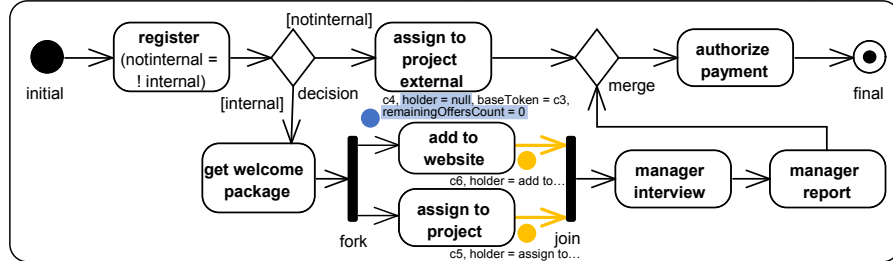 [notinternal]
register
(notinternal =
! internal)
assign to
project
external
authorize
payment
initial
merge
final
[internal]
decision
c4, holder = null, baseToken = c3,
remainingOffersCount = 0
get welcome
package
add to
website
manager
interview
manager
report
c6, holder = add to…
assign to
project
fork
join
c5, holder = assign to…